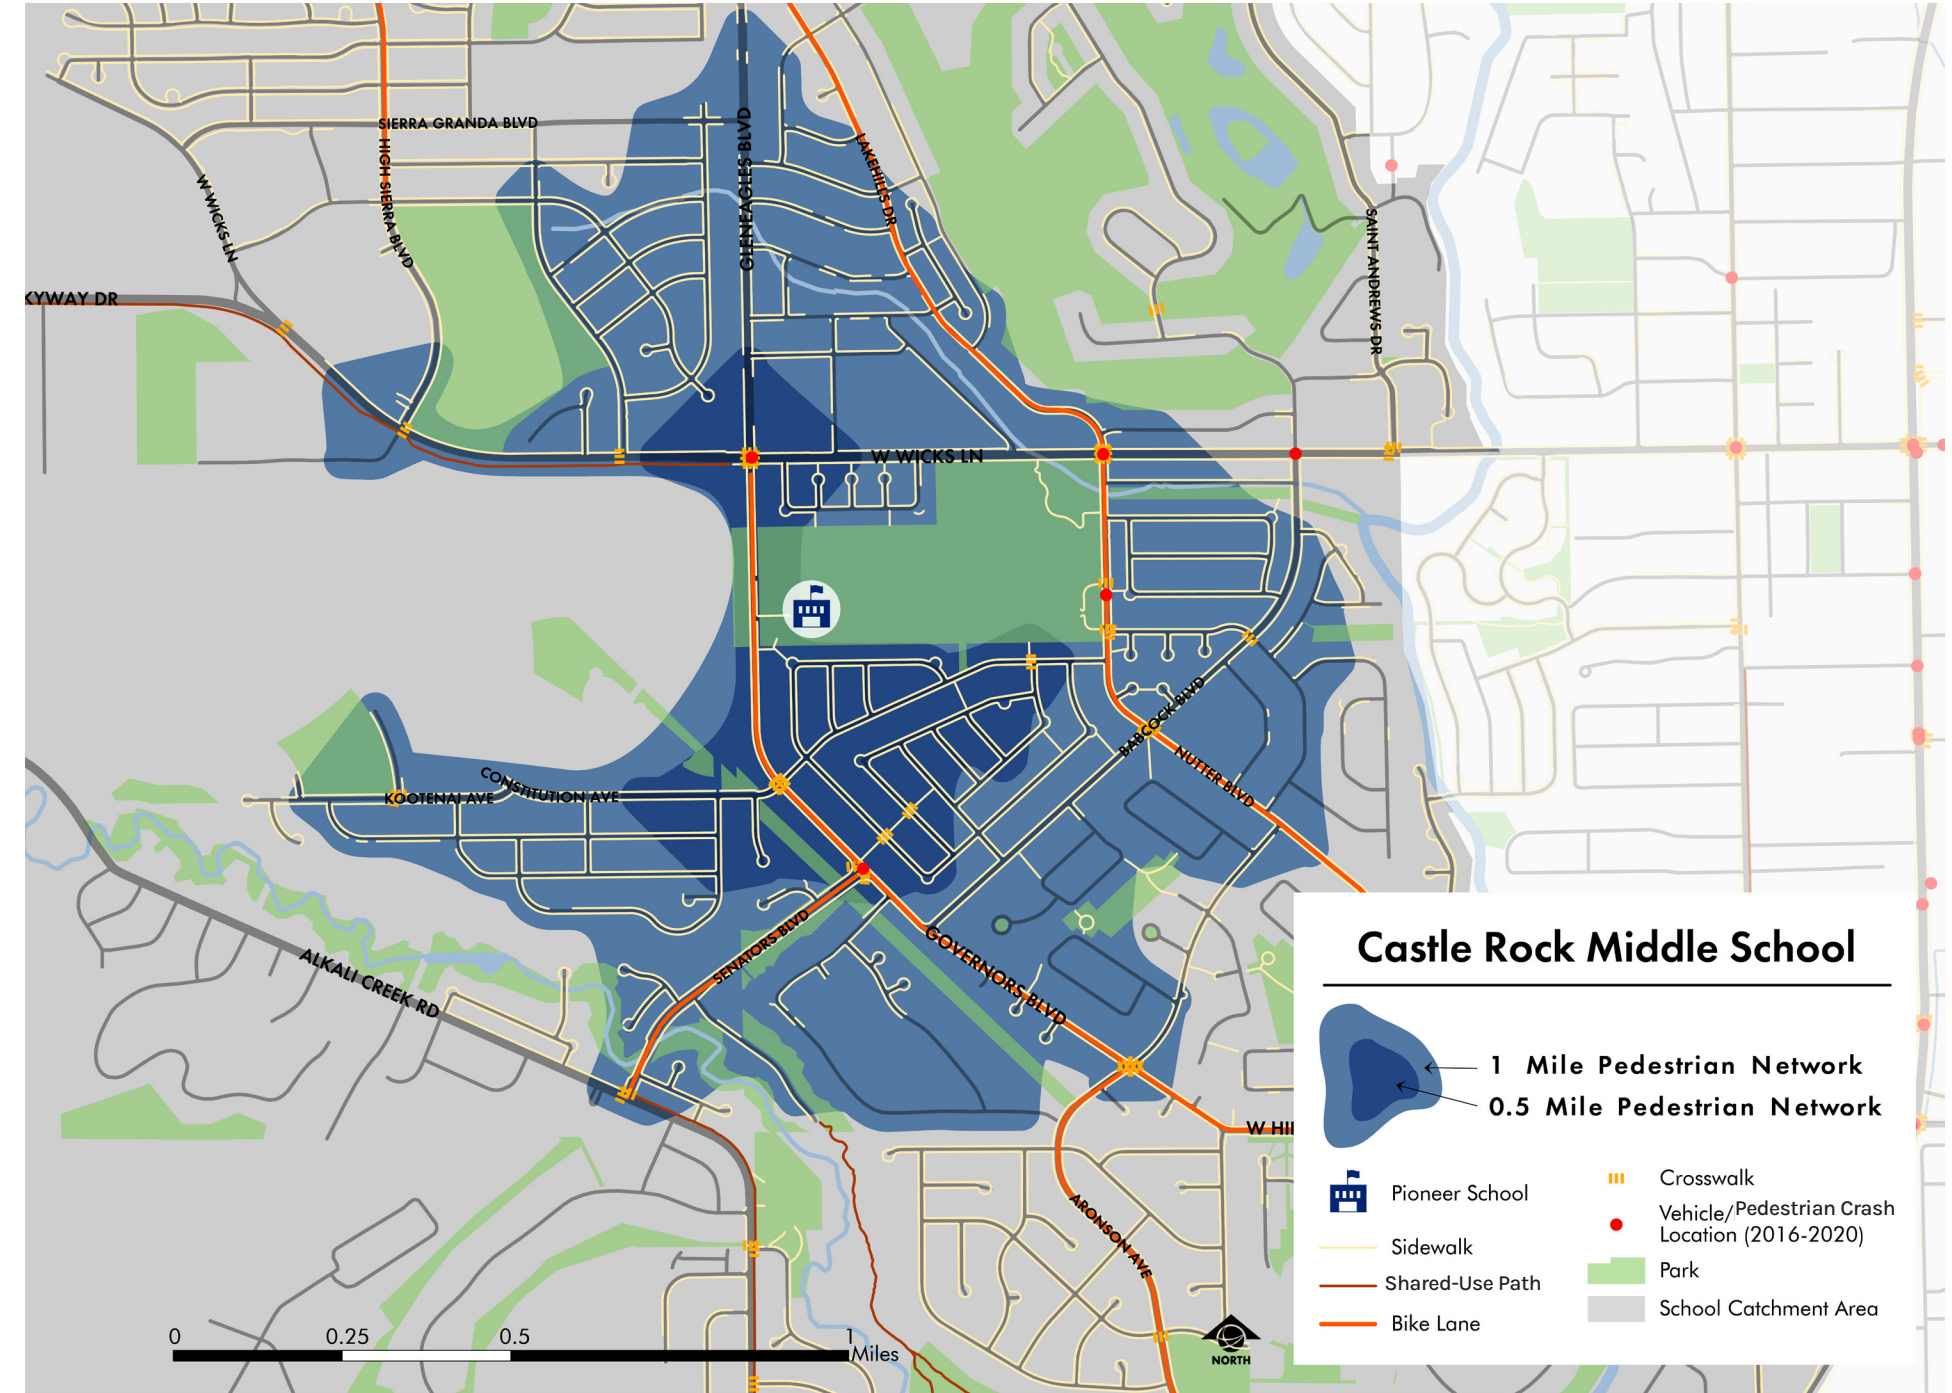 SIERRA GRANDA BLVD
HIGH SIERRA BLVD
W WICKS LN
GLENEAGLES BLVD
LAKEHILLS DR
SAINT ANDREWS DR
KYWAY DR
W WICKS LN
BABCOCK BLVD
NUTTER BLVD
CONSTITUTION AVE
KOOTENAI AVE
SENATORS BLVD
GOVERNORS BLVD
ALKALI CREEK RD
W HI
ARONSON AVE
Castle Rock Middle School
1 Mile Pedestrian Network
0.5 Mile Pedestrian Network
Pioneer School
Sidewalk
Shared-Use Path
Bike Lane
Crosswalk
Vehicle/Pedestrian Crash
Location (2016-2020)
Park
School Catchment Area
0 0.25 0.5 1
Miles
NORTH